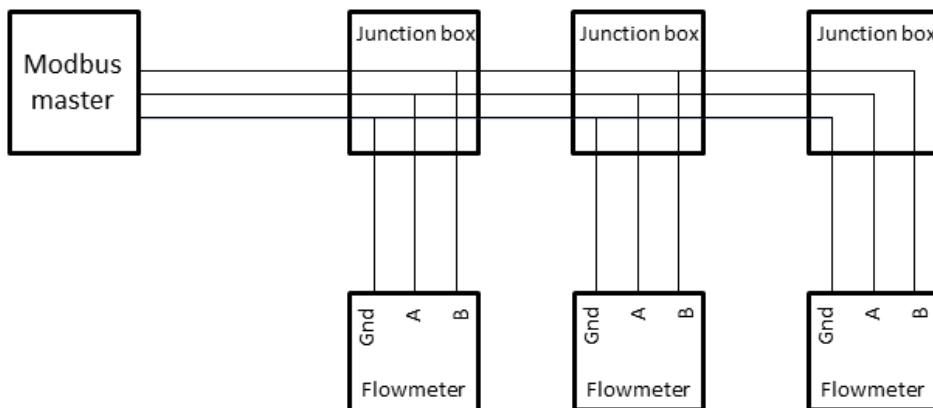 Modbus
master
Junction box
Junction box
Junction box
Gnd
A
B
Flowmeter
Gnd
A
B
Flowmeter
Gnd
A
B
Flowmeter